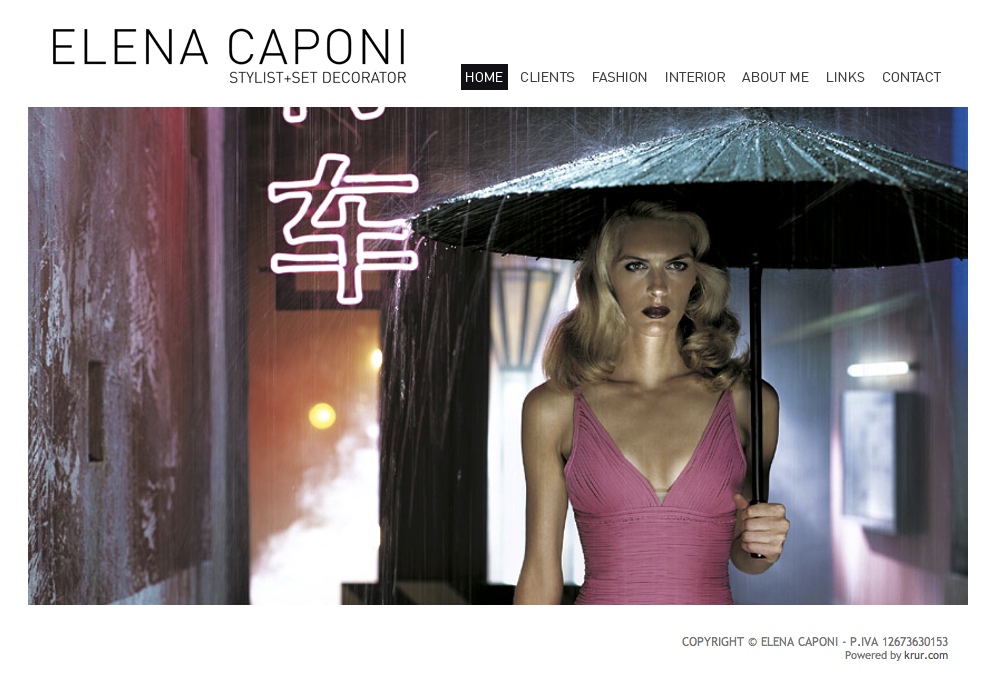 ELENA CAPONI
STYLIST+SET DECORATOR
HOME CLIENTS FASHION INTERIOR ABOUT ME LINKS CONTACT
车
COPYRIGHT © ELENA CAPONI - P.IVA 12673630153
Powered by krur.com